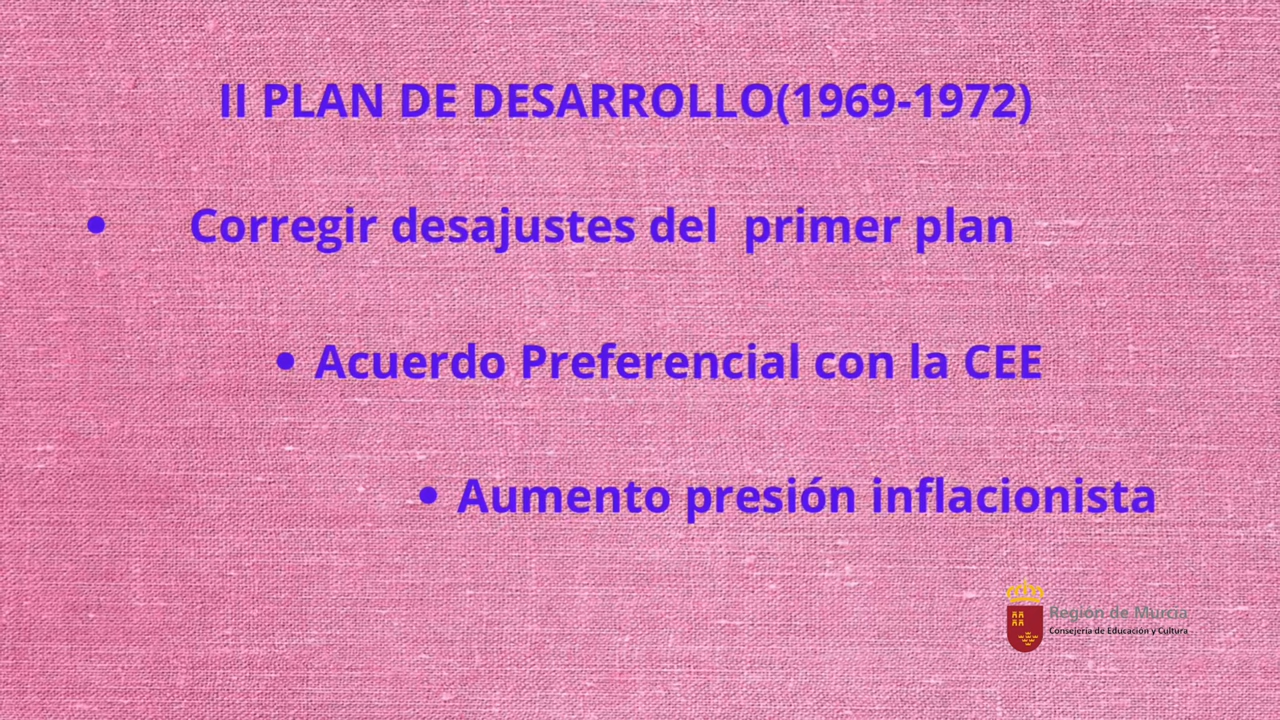 II PLAN DE DESARROLLO(1969-1972)
• Corregir desajustes del primer plan
• Acuerdo Preferencial con la CEE
• Aumento presión inflacionista
Región de Murcia
Consejería de Educación y Cultura